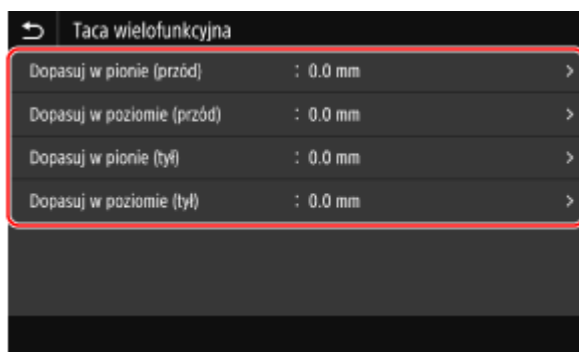 Taca wielofunkcyjna
Dopasuj w pionie (przód) : 0.0 mm >
Dopasuj w poziomie (przód) : 0.0 mm >
Dopasuj w pionie (tył) : 0.0 mm >
Dopasuj w poziomie (tył) : 0.0 mm >